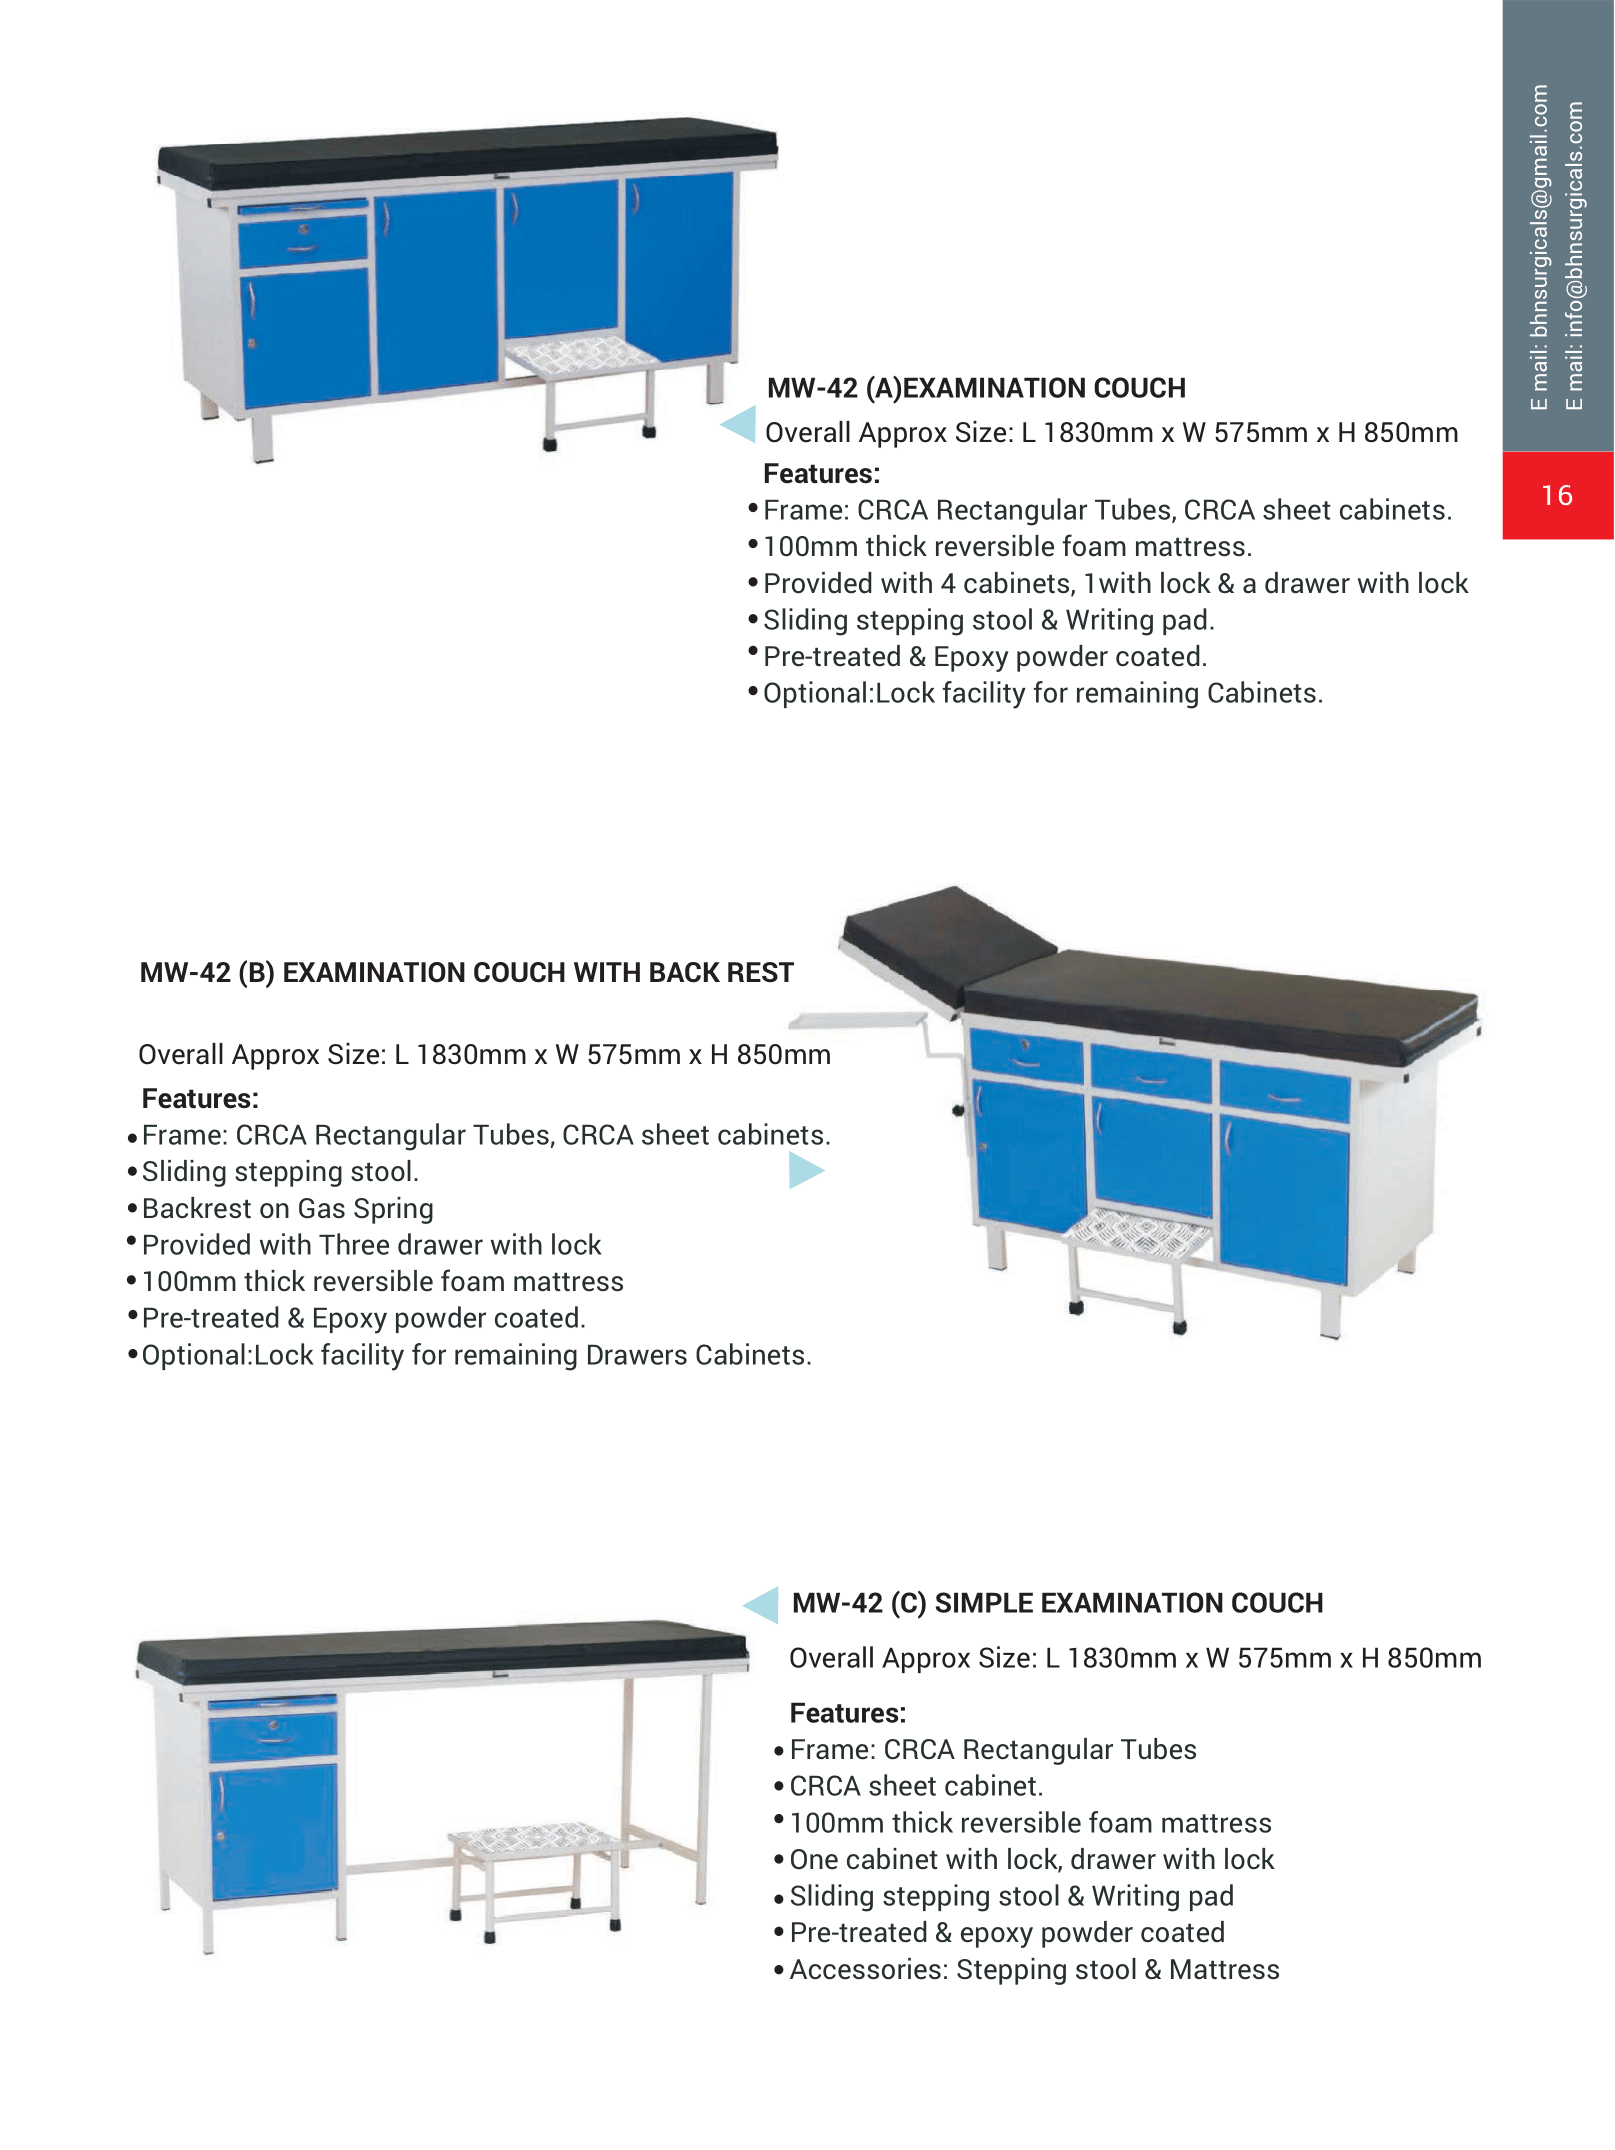 E mail: bhnsurgicals@gmail.com
E mail: info@bhnsurgicals.com
16
MW-42 (A)EXAMINATION COUCH
Overall Approx Size: L 1830mm x W 575mm x H 850mm
Features:
•Frame: CRCA Rectangular Tubes, CRCA sheet cabinets.
•100mm thick reversible foam mattress.
•Provided with 4 cabinets, 1with lock & a drawer with lock
•Sliding stepping stool & Writing pad.
•Pre-treated & Epoxy powder coated.
•Optional:Lock facility for remaining Cabinets.
MW-42 (B) EXAMINATION COUCH WITH BACK REST
Overall Approx Size: L 1830mm x W 575mm x H 850mm
Features:
•Frame: CRCA Rectangular Tubes, CRCA sheet cabinets.
•Sliding stepping stool.
•Backrest on Gas Spring
•Provided with Three drawer with lock
•100mm thick reversible foam mattress
•Pre-treated & Epoxy powder coated.
•Optional:Lock facility for remaining Drawers Cabinets.
MW-42 (C) SIMPLE EXAMINATION COUCH
Overall Approx Size: L 1830mm x W 575mm x H 850mm
Features:
•Frame: CRCA Rectangular Tubes
•CRCA sheet cabinet.
•100mm thick reversible foam mattress
•One cabinet with lock, drawer with lock
•Sliding stepping stool & Writing pad
•Pre-treated & epoxy powder coated
•Accessories: Stepping stool & Mattress